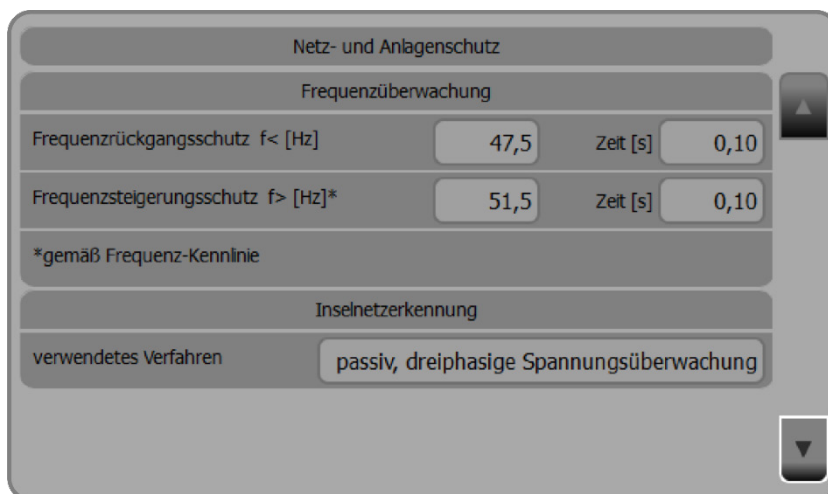 Netz- und Anlagenschutz
Frequenzüberwachung
Frequenzrückgangsschutz f< [Hz] 47,5 Zeit [s] 0,10
Frequenzsteigerungsschutz f> [Hz]* 51,5 Zeit [s] 0,10
*gemäß Frequenz-Kennlinie
Inselnetzerkennung
verwendetes Verfahren passiv, dreiphasige Spannungsüberwachung